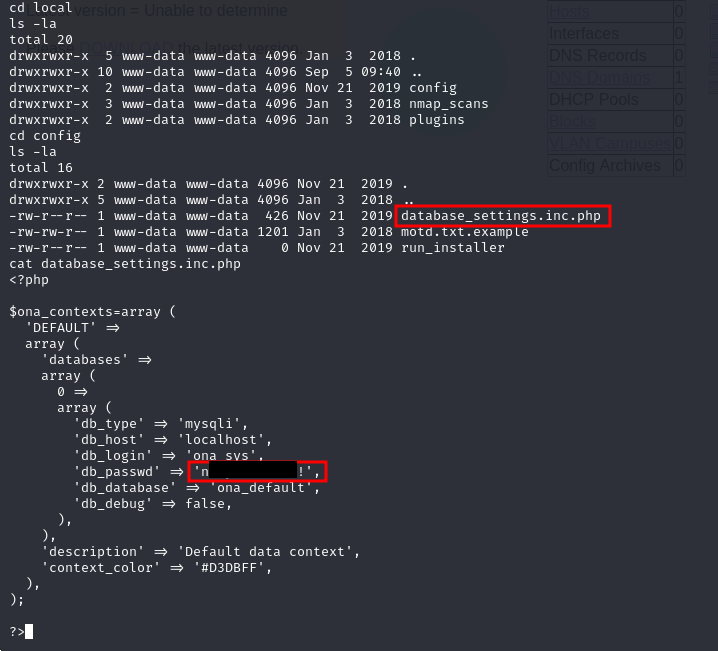 cd local
ls -la
total 20
drwxrwxr-x  5 www-data www-data 4096 Jan  3  2018 .
drwxrwxr-x 10 www-data www-data 4096 Sep  5 09:40 ..
drwxrwxr-x  2 www-data www-data 4096 Nov 21  2019 config
drwxrwxr-x  3 www-data www-data 4096 Jan  3  2018 nmap_scans
drwxrwxr-x  2 www-data www-data 4096 Jan  3  2018 plugins
cd config
ls -la
total 16
drwxrwxr-x 2 www-data www-data 4096 Nov 21  2019 .
drwxrwxr-x 5 www-data www-data 4096 Jan  3  2018 ..
-rw-r--r-- 1 www-data www-data  426 Nov 21  2019 database_settings.inc.php
-rw-rw-r-- 1 www-data www-data 1201 Jan  3  2018 motd.txt.example
-rw-r--r-- 1 www-data www-data    0 Nov 21  2019 run_installer
cat database_settings.inc.php
<?php

$ona_contexts=array (
  'DEFAULT' =>
  array (
    'databases' =>
    array (
      0 =>
      array (
        'db_type' => 'mysqli',
        'db_host' => 'localhost',
        'db_login' => 'ona_sys',
        'db_passwd' => 'n !',
        'db_database' => 'ona_default',
        'db_debug' => false,
      ),
    ),
    'description' => 'Default data context',
    'context_color' => '#D3DBFF',
  ),
);

?>
version = Unable to determine
the latest version
Hosts 0
Interfaces 0
DNS Records 0
DNS Domains 1
DHCP Pools 0
Blocks 0
VLAN Campuses 0
Config Archives 0